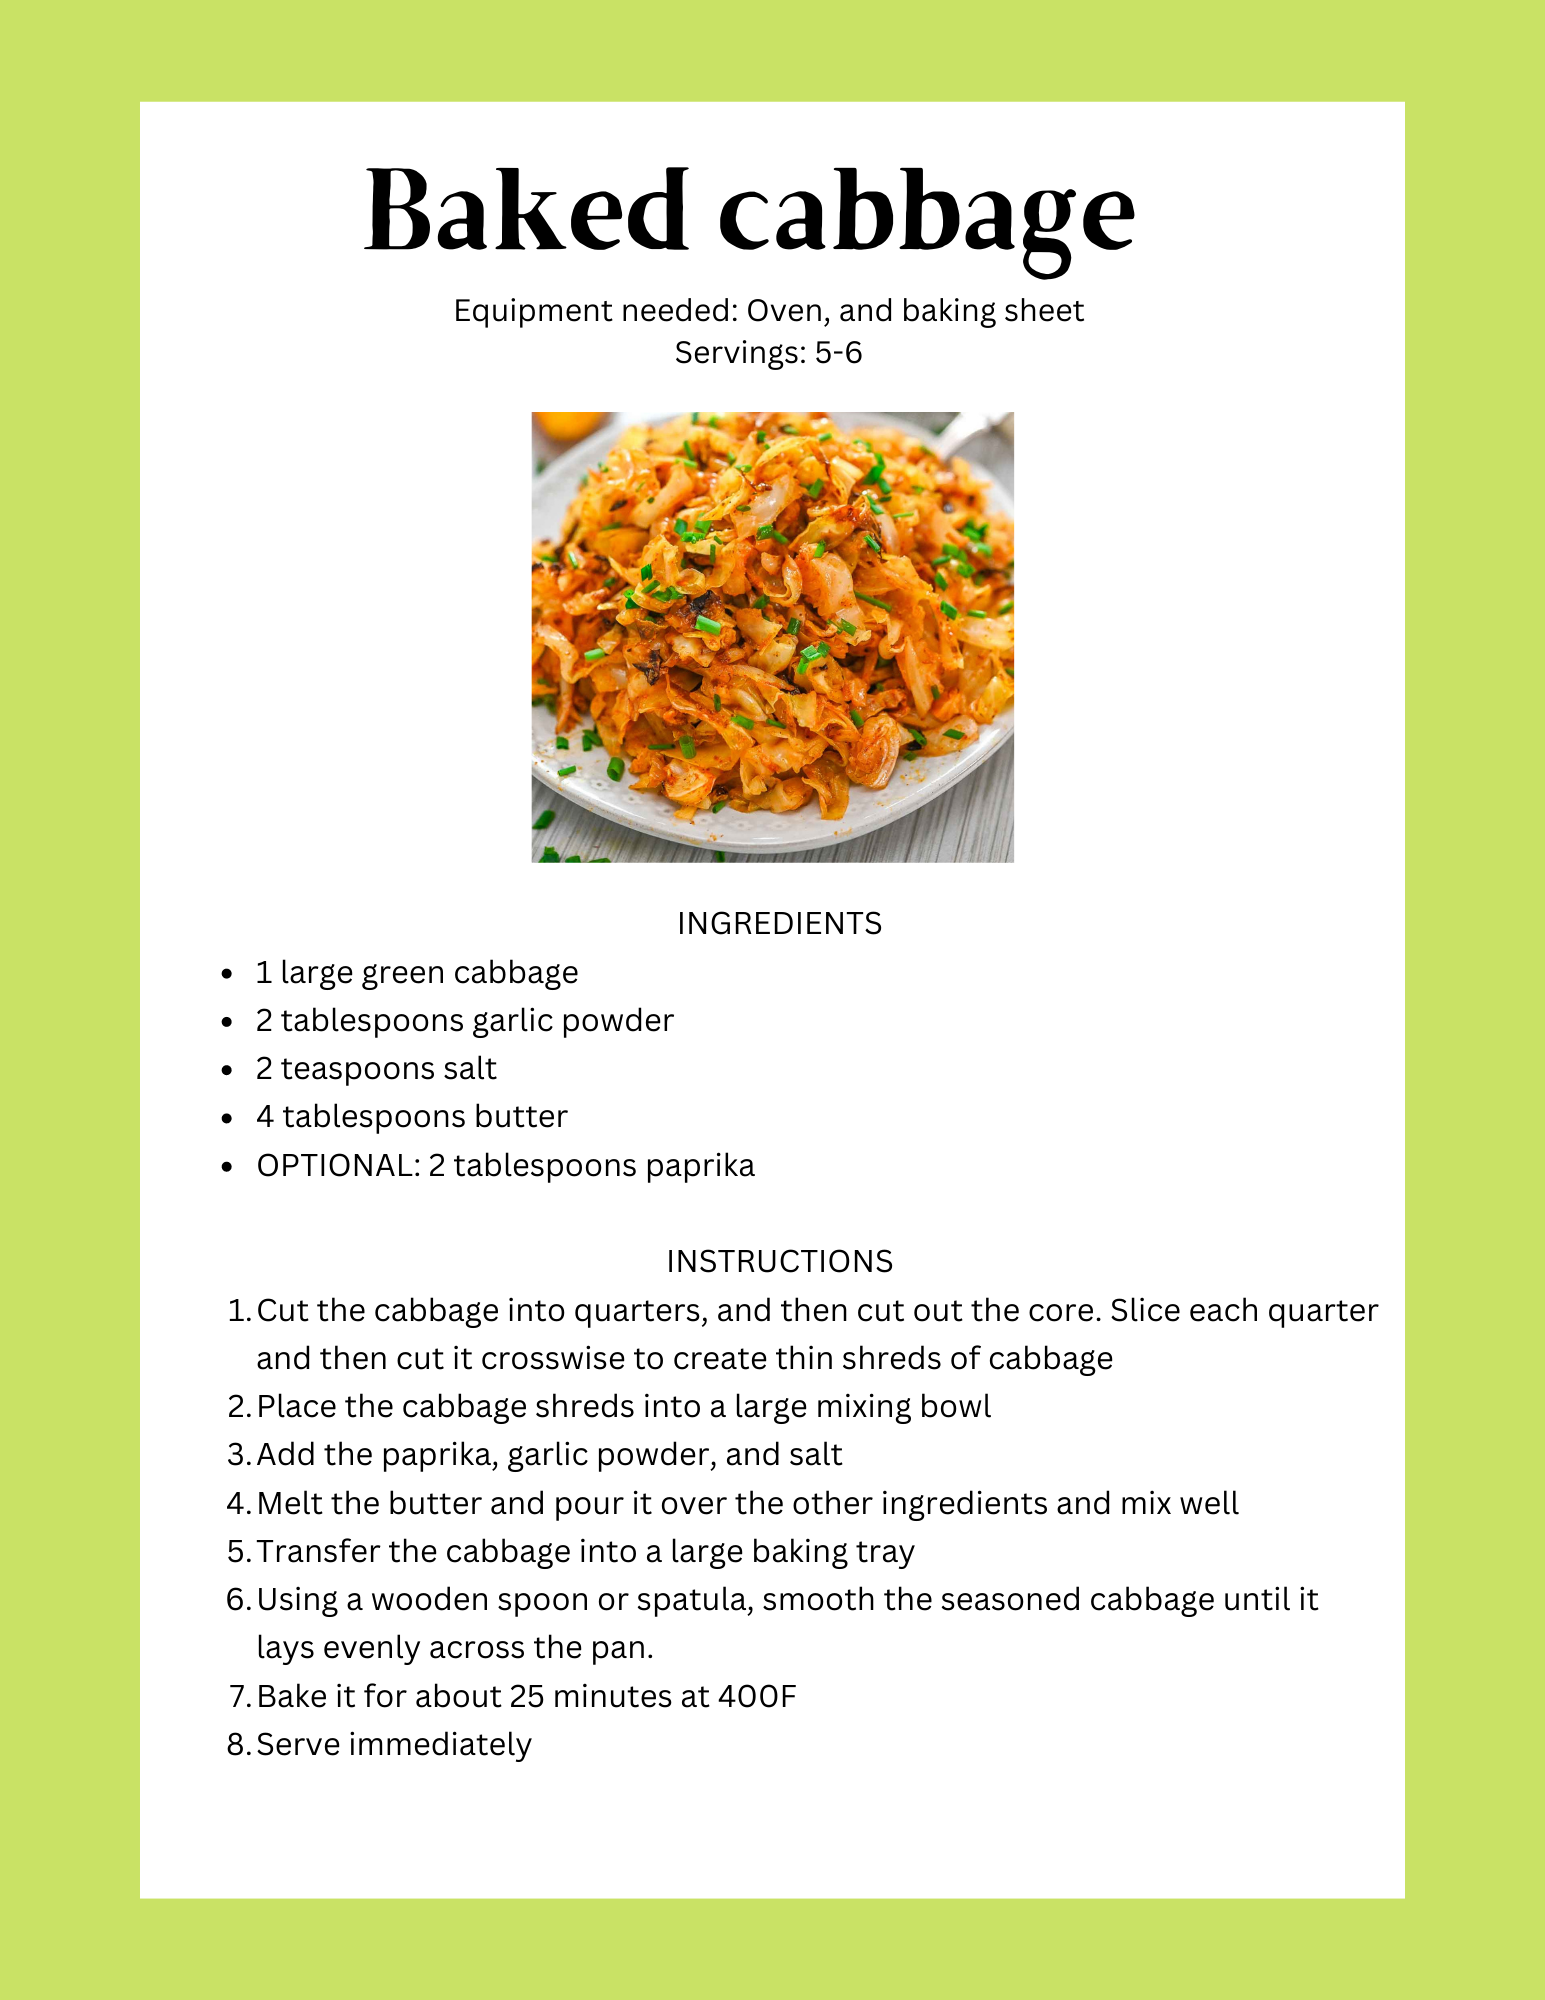 Baked cabbage
Equipment needed: Oven, and baking sheet
Servings: 5-6
INGREDIENTS
• 1 large green cabbage
• 2 tablespoons garlic powder
• 2 teaspoons salt
• 4 tablespoons butter
• OPTIONAL: 2 tablespoons paprika
INSTRUCTIONS
1. Cut the cabbage into quarters, and then cut out the core. Slice each quarter
and then cut it crosswise to create thin shreds of cabbage
2. Place the cabbage shreds into a large mixing bowl
3. Add the paprika, garlic powder, and salt
4. Melt the butter and pour it over the other ingredients and mix well
5. Transfer the cabbage into a large baking tray
6. Using a wooden spoon or spatula, smooth the seasoned cabbage until it
lays evenly across the pan.
7. Bake it for about 25 minutes at 400F
8. Serve immediately